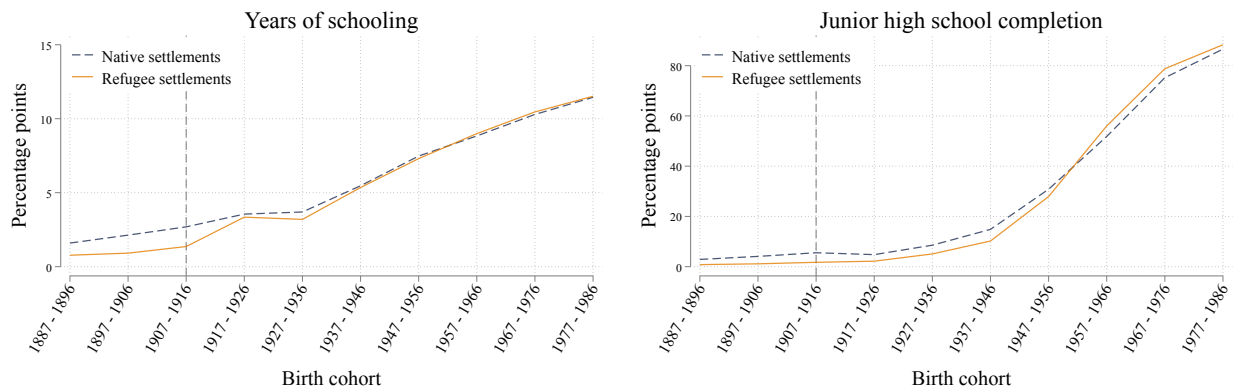 Years of schooling
Percentage points
15
10
5
0
Native settlements
Refugee settlements
1887 - 1896
1897 - 1906
1907 - 1916
1917 - 1926
1927 - 1936
1937 - 1946
1947 - 1956
1957 - 1966
1967 - 1976
1977 - 1986
Birth cohort
Junior high school completion
Percentage points
80
60
40
20
0
Native settlements
Refugee settlements
1887 - 1896
1897 - 1906
1907 - 1916
1917 - 1926
1927 - 1936
1937 - 1946
1947 - 1956
1957 - 1966
1967 - 1976
1977 - 1986
Birth cohort